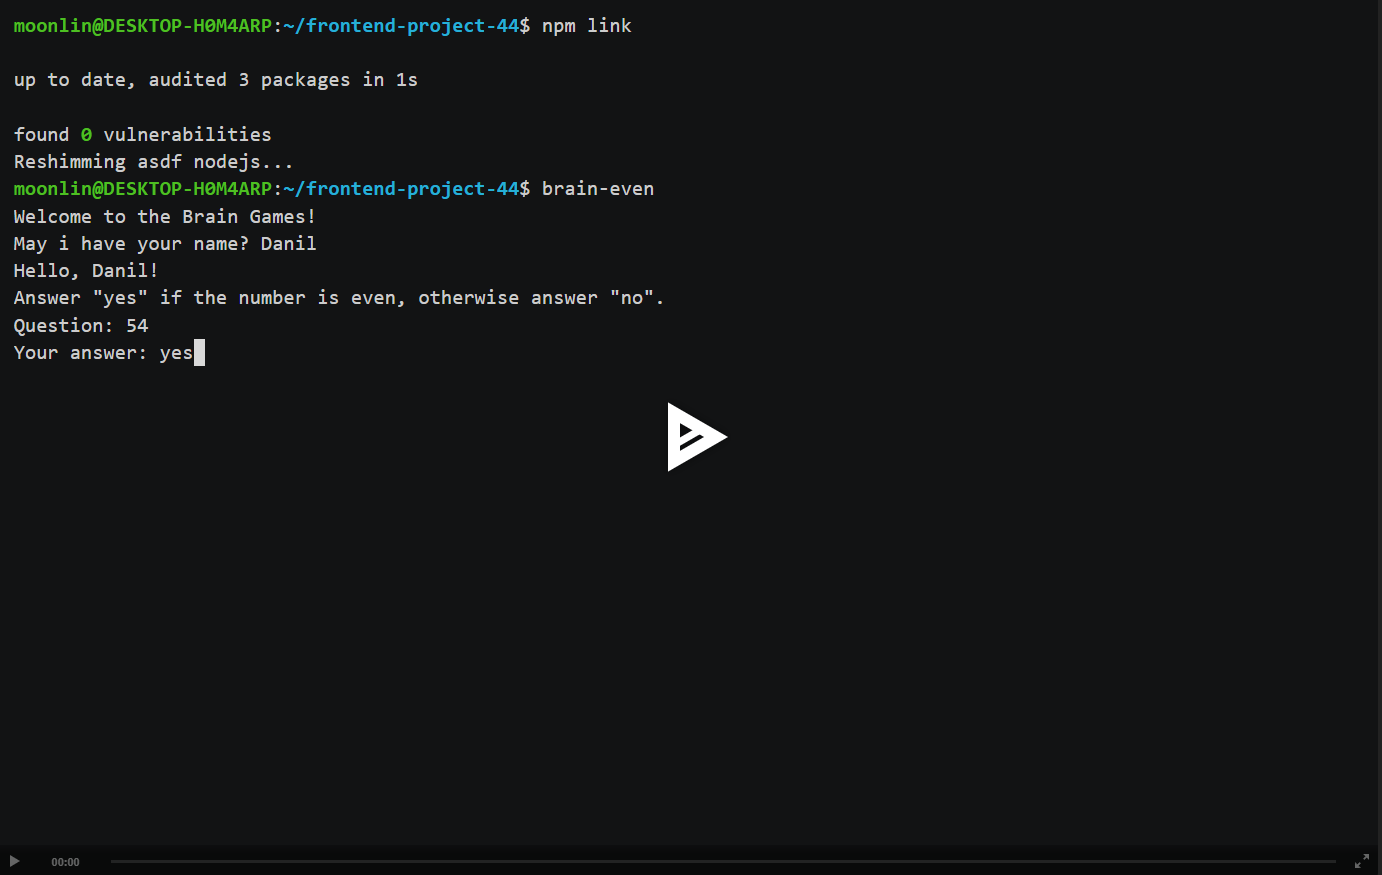 moonlin@DESKTOP-H0M4ARP:~/frontend-project-44$ npm link
up to date, audited 3 packages in 1s
found 0 vulnerabilities
Reshimming asdf nodejs...
moonlin@DESKTOP-H0M4ARP:~/frontend-project-44$ brain-even
Welcome to the Brain Games!
May i have your name? Danil
Hello, Danil!
Answer "yes" if the number is even, otherwise answer "no".
Question: 54
Your answer: yes
00:00